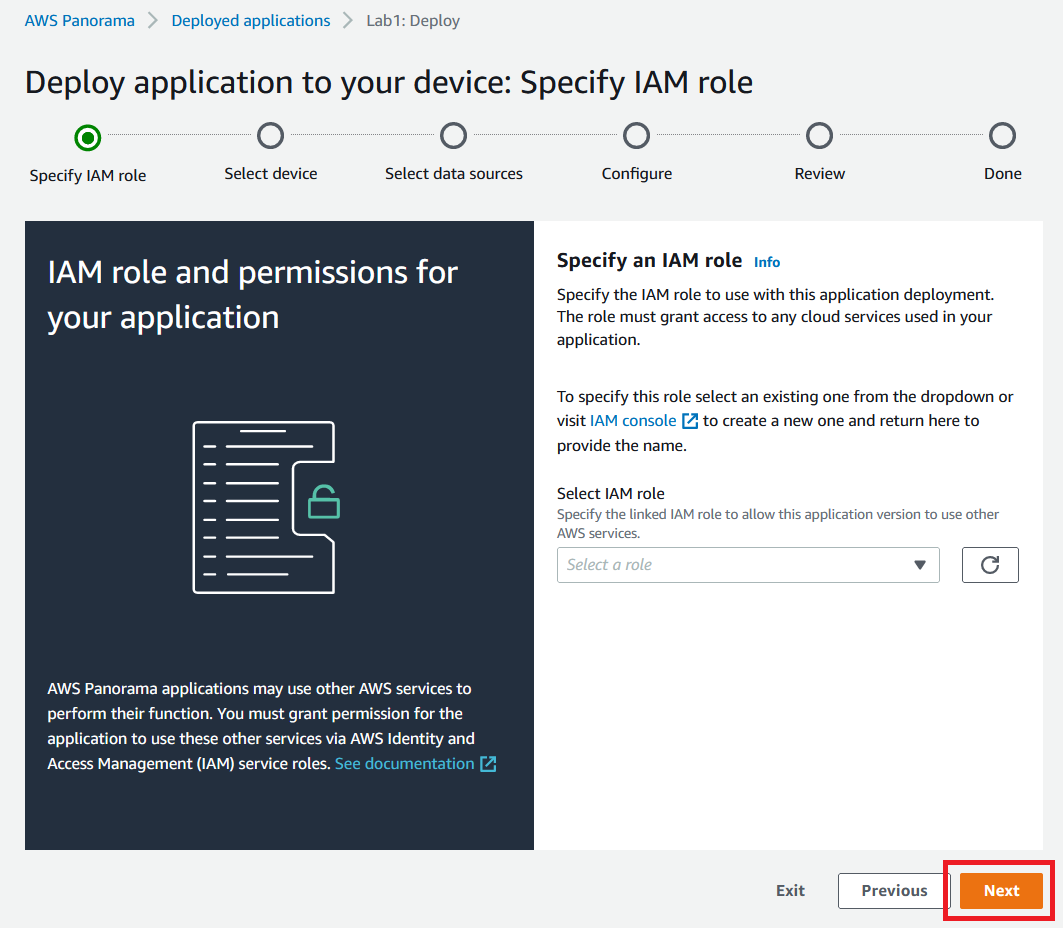 AWS Panorama > Deployed applications > Lab1: Deploy
Deploy application to your device: Specify IAM role
Specify IAM role
Select device
Select data sources
Configure
Review
Done
IAM role and permissions for
your application
AWS Panorama applications may use other AWS services to
perform their function. You must grant permission for the
application to use these other services via AWS Identity and
Access Management (IAM) service roles. See documentation
Specify an IAM role Info
Specify the IAM role to use with this application deployment.
The role must grant access to any cloud services used in your
application.
To specify this role select an existing one from the dropdown or
visit IAM console to create a new one and return here to
provide the name.
Select IAM role
Specify the linked IAM role to allow this application version to use other
AWS services.
Select a role
Exit
Previous
Next